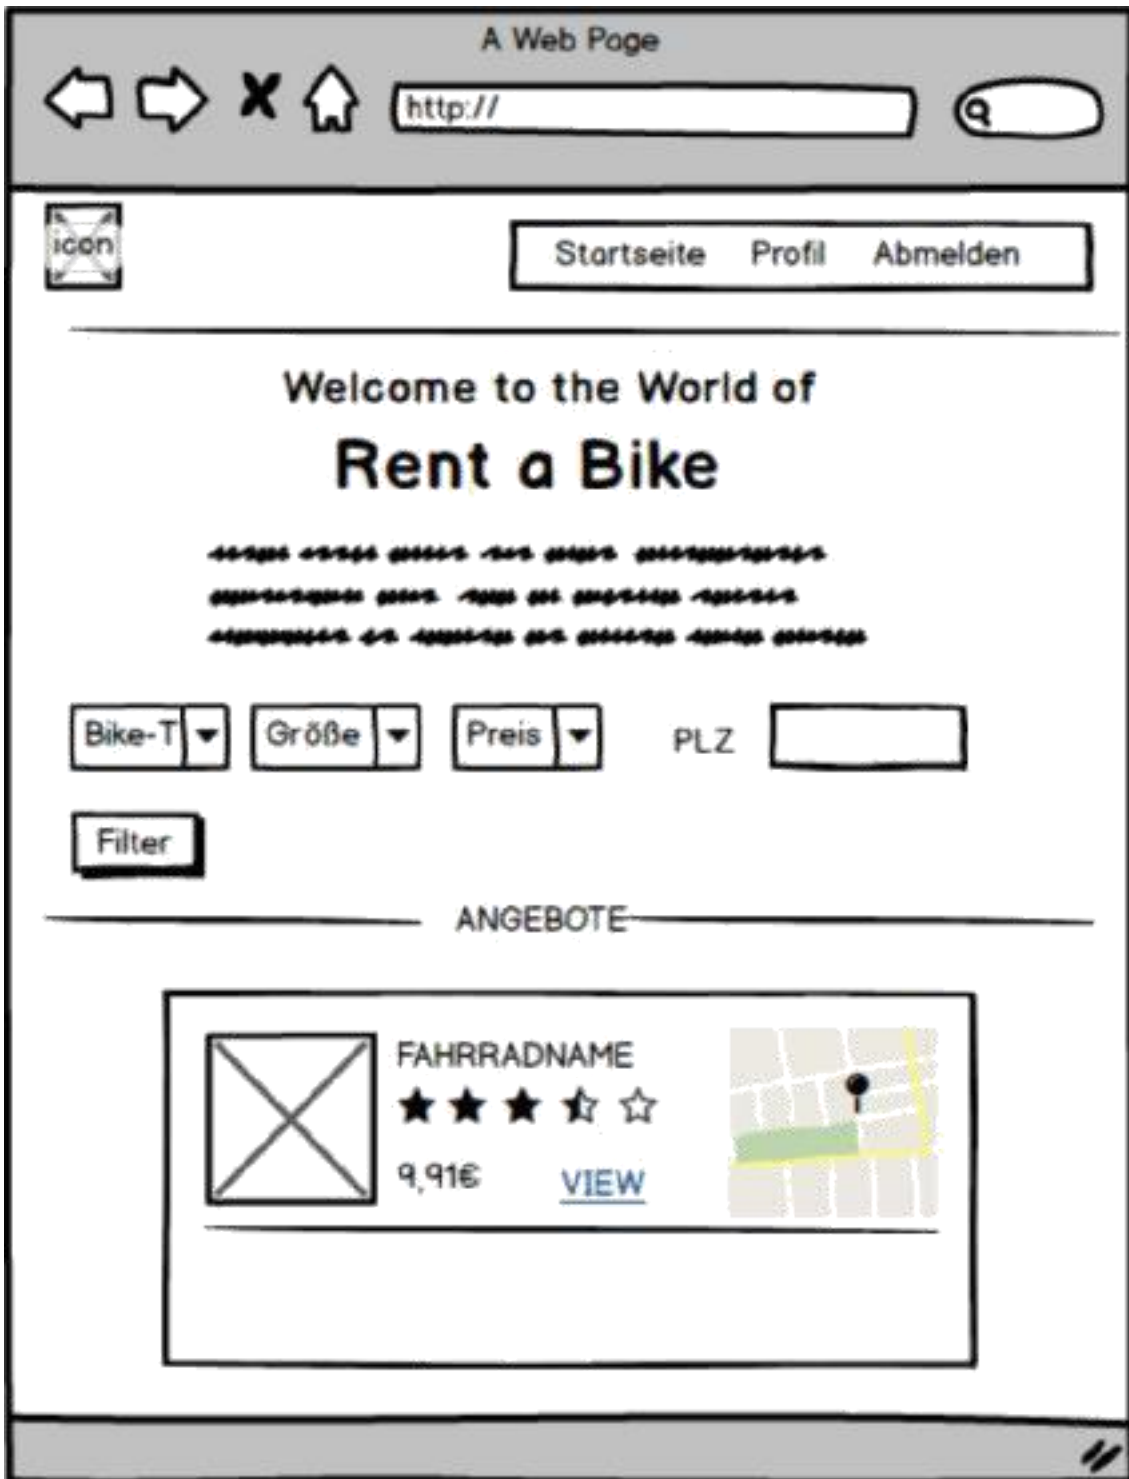 A Web Page
http://
icon
Startseite Profil Abmelden
Welcome to the World of
Rent a Bike
Bike-T Größe Preis PLZ
Filter
ANGEBOTE
FAHRRADNAME
9,91€ VIEW